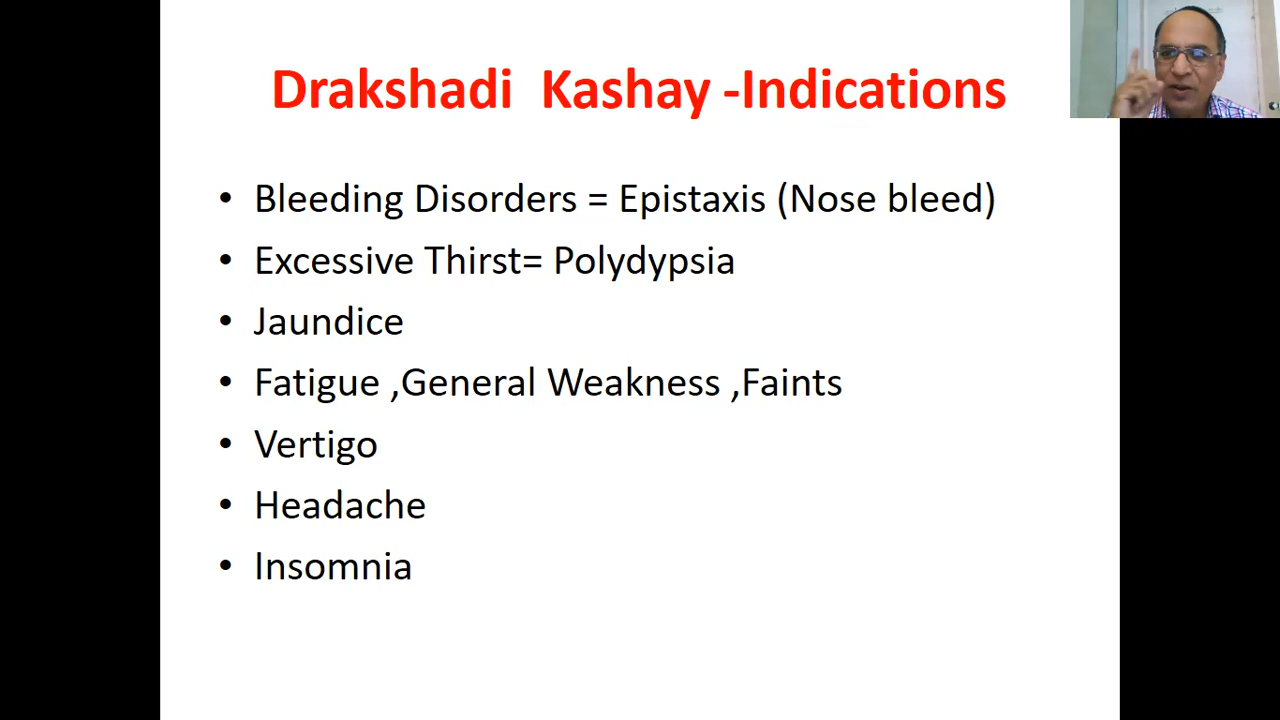 Drakshadi Kashay -Indications
• Bleeding Disorders = Epistaxis (Nose bleed)
• Excessive Thirst= Polydypsia
• Jaundice
• Fatigue ,General Weakness ,Faints
• Vertigo
• Headache
• Insomnia